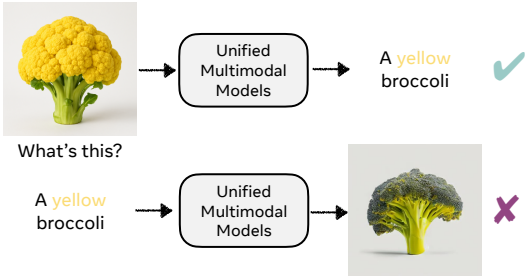 Unified
Multimodal
Models
A yellow
broccoli
What's this?
A yellow
broccoli
Unified
Multimodal
Models